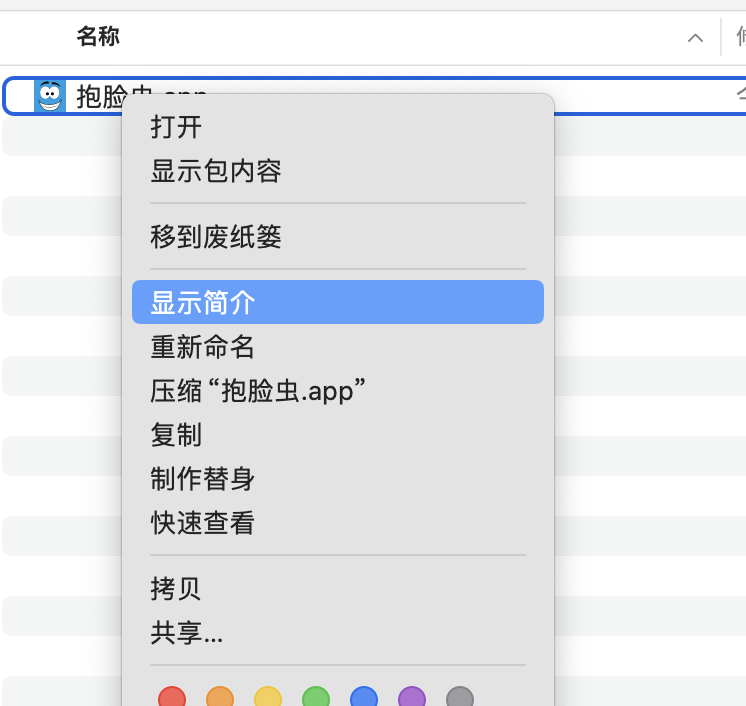 名称
抱脸虫.app
打开
显示包内容
移到废纸篓
显示简介
重新命名
压缩“抱脸虫.app”
复制
制作替身
快速查看
拷贝
共享...